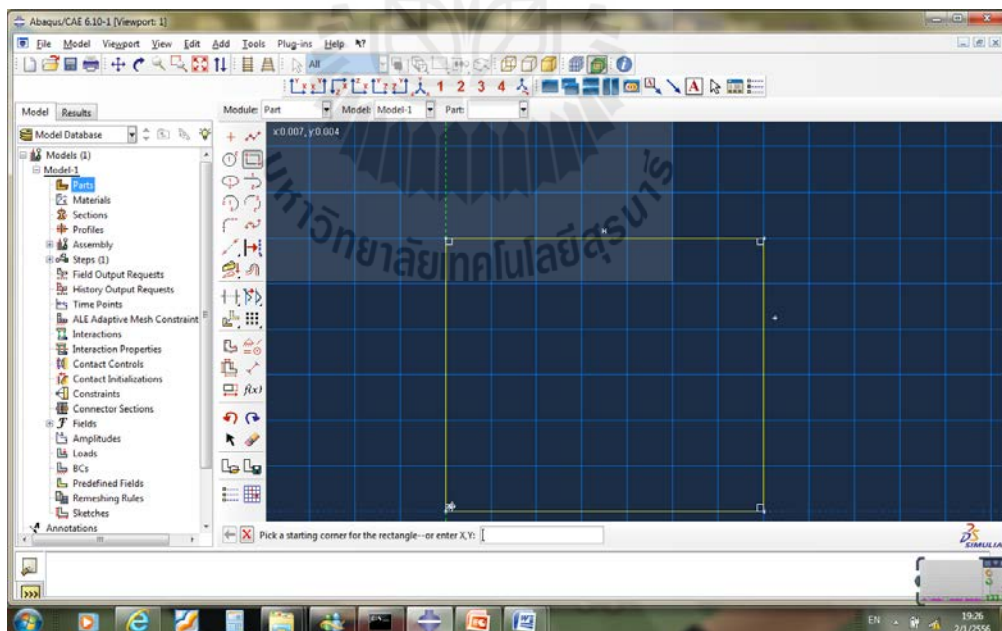 Abaqus/CAE 6.10-1 [Viewport: 1]
File Model Viewport View Edit Add Tools Plug-ins Help
All
1 2 3 4
Model Results
Module: Part Model: Model-1 Part:
Model Database
x:0.007, y:0.004
Models (1)
Model-1
Parts
Materials
Sections
Profiles
Assembly
Steps (1)
Field Output Requests
History Output Requests
Time Points
ALE Adaptive Mesh Constraint
Interactions
Interaction Properties
Contact Controls
Contact Initializations
Constraints
Connector Sections
Fields
Amplitudes
Loads
BCs
Predefined Fields
Remeshing Rules
Sketches
Annotations
f(x)
H
มหาวิทยาลัยเทคโนโลยีสุรนารี
Pick a starting corner for the rectangle--or enter X,Y:
SIMULIA
>>>
EN
19:26
2/1/2556